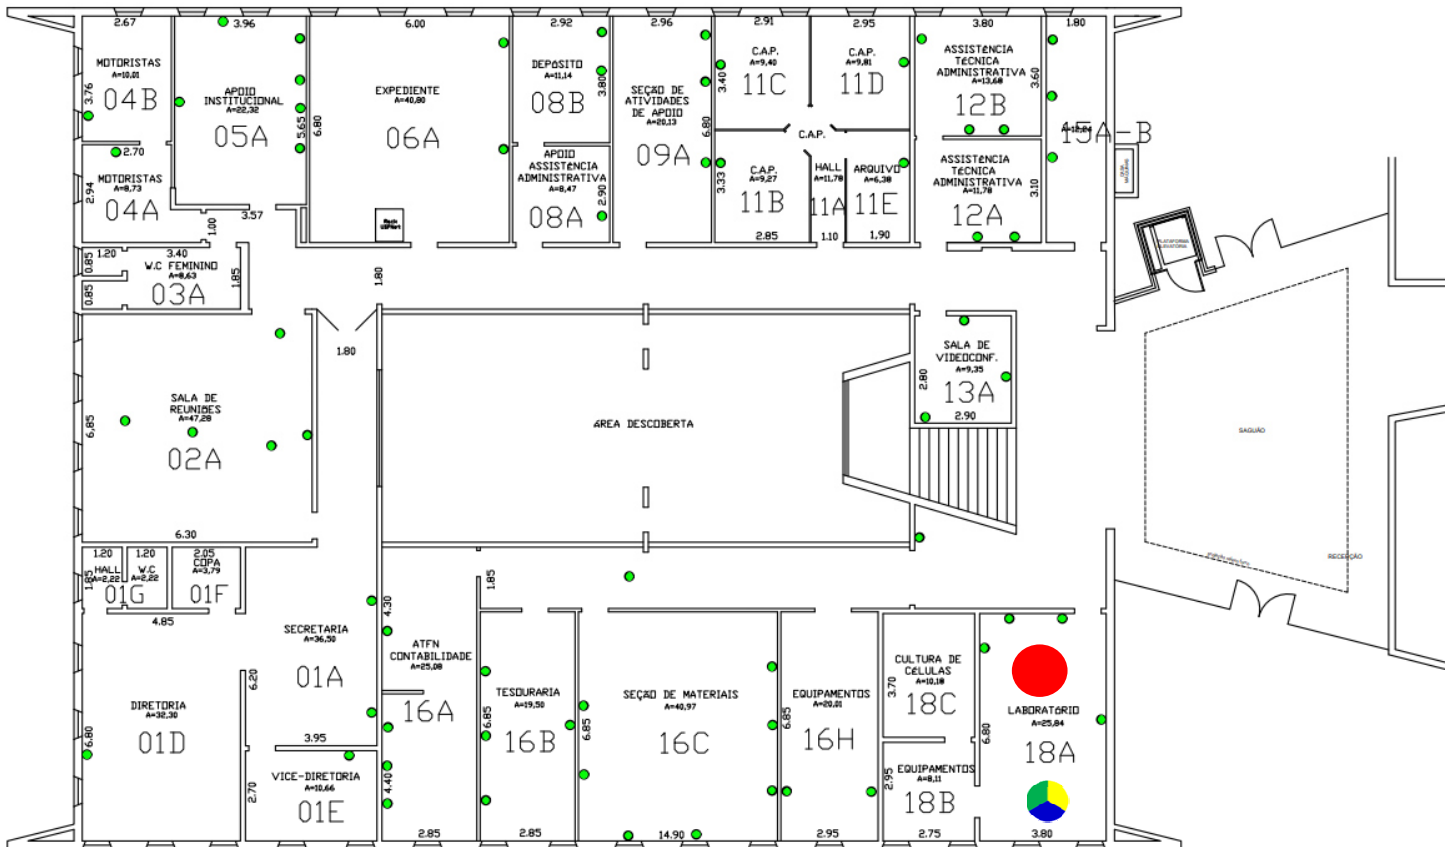 2.67
3.96
6.00
2.92
2.96
2.91
2.95
3.80
1.80
MOTORISTAS
A=10,01
04B
3.76
APOIO
INSTITUCIONAL
A=22,32
05A
5.65
6.80
EXPEDIENTE
A=40,80
06A
DEPÓSITO
A=11,14
08B
3.80
SEÇÃO DE
ATIVIDADES
DE APOIO
A=20,13
09A
6.80
3.40
C.A.P.
A=9,40
11C
C.A.P.
A=9,81
11D
C.A.P.
ASSISTÊNCIA
TÉCNICA
ADMINISTRATIVA
A=13,68
12B
3.60
15A-B
2.70
MOTORISTAS
A=8,73
04A
2.94
3.57
1.00
APOIO
ASSISTÊNCIA
ADMINISTRATIVA
A=8,47
08A
2.90
3.33
C.A.P.
A=9,27
11B
2.85
HALL
A=11,78
11A
1.10
ARQUIVO
A=6,38
11E
1,90
ASSISTÊNCIA
TÉCNICA
ADMINISTRATIVA
A=11,78
12A
3.10
PLATAFORMA
ELEVATÓRIA
1.20
3.40
0.85
0.85
W.C FEMININO
A=8,63
03A
1.85
1.80
1.80
SALA DE
REUNIÕES
A=47,28
02A
6,85
6.30
ÁREA DESCOBERTA
SALA DE
VIDEOCONF.
A=9,35
13A
2.80
2.90
SAGUÃO
RECEPÇÃO
1.20
1.20
2.05
HALL
A=2,22
01G
1.85
W.C
A=2,22
COPA
A=3,79
01F
4.85
SECRETARIA
A=36,50
01A
6.20
3.95
4.30
1.85
ATFN
CONTABILIDADE
A=25,08
16A
4.40
2.85
DIRETORIA
A=32,30
01D
6.80
VICE-DIRETORIA
A=10,66
01E
2.70
TESOURARIA
A=19,50
16B
6.85
2.85
SEÇÃO DE MATERIAIS
A=40,97
16C
6.85
14.90
EQUIPAMENTOS
A=20,01
16H
6.85
2.95
CULTURA DE
CÉLULAS
A=10,18
18C
3.70
EQUIPAMENTOS
A=8,11
18B
2.95
2.75
LABORATÓRIO
A=25,84
18A
6.80
3.80